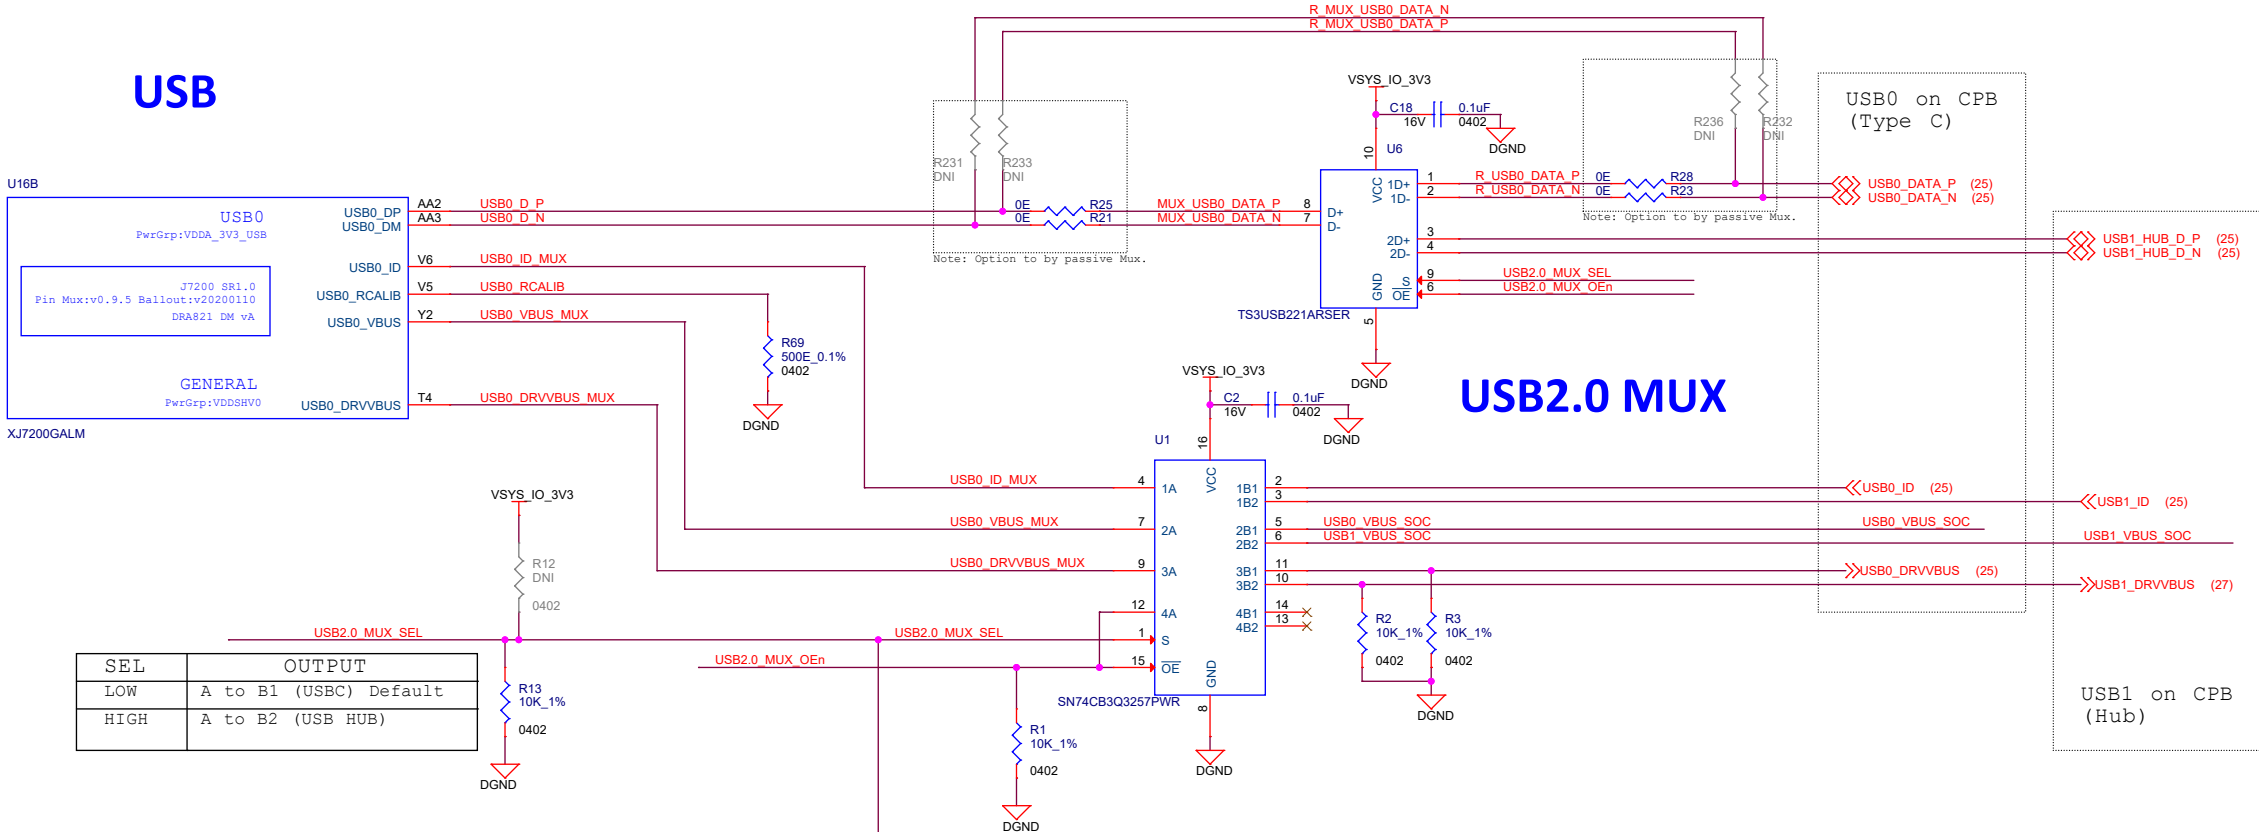 R_MUX_USB0_DATA_N
R_MUX_USB0_DATA_P
USB
VSYS_IO_3V3
C18 0.1uF
16V 0402
DGND
R231
DNI
R233
DNI
R236
DNI
R232
DNI
USB0 on CPB
(Type C)
U6
10
VCC
U16B
USB0
PwrGrp:VDDA_3V3_USB
USB0_DP AA2 USB0_D_P
USB0_DM AA3 USB0_D_N
0E R25 MUX_USB0_DATA_P 8 D+
0E R21 MUX_USB0_DATA_N 7 D-
Note: Option to by passive Mux.
1D+ 1 R_USB0_DATA_P 0E R28 USB0_DATA_P (25)
1D- 2 R_USB0_DATA_N 0E R23 USB0_DATA_N (25)
Note: Option to by passive Mux.
2D+ 3 USB1_HUB_D_P (25)
2D- 4 USB1_HUB_D_N (25)
S 9 USB2.0_MUX_SEL
OE 6 USB2.0_MUX_OEn
GND
5
TS3USB221ARSER
DGND
USB0_ID V6 USB0_ID_MUX
USB0_RCALIB V5 USB0_RCALIB
USB0_VBUS Y2 USB0_VBUS_MUX
J7200 SR1.0
Pin Mux:v0.9.5 Ballout:v20200110
DRA821 DM vA
R69
500E_0.1%
0402
DGND
GENERAL
PwrGrp:VDDSHV0
USB0_DRVVBUS T4 USB0_DRVVBUS_MUX
XJ7200GALM
USB2.0 MUX
VSYS_IO_3V3
C2 0.1uF
16V 0402
DGND
U1
16
VCC
USB0_ID_MUX 4 1A
USB0_VBUS_MUX 7 2A
USB0_DRVVBUS_MUX 9 3A
12 4A
1B1 2 USB0_ID (25)
1B2 3 USB1_ID (25)
2B1 5 USB0_VBUS_SOC USB0_VBUS_SOC
2B2 6 USB1_VBUS_SOC USB1_VBUS_SOC
3B1 11 USB0_DRVVBUS (25)
3B2 10 USB1_DRVVBUS (27)
4B1 14
4B2 13
VSYS_IO_3V3
R12
DNI
0402
USB2.0_MUX_SEL USB2.0_MUX_SEL 1 S
USB2.0_MUX_OEn 15 OE
GND
8
SN74CB3Q3257PWR
DGND
R2
10K_1%
0402
R3
10K_1%
0402
DGND
SEL OUTPUT
LOW A to B1 (USBC) Default
HIGH A to B2 (USB HUB)
R13
10K_1%
0402
DGND
R1
10K_1%
0402
DGND
USB1 on CPB
(Hub)